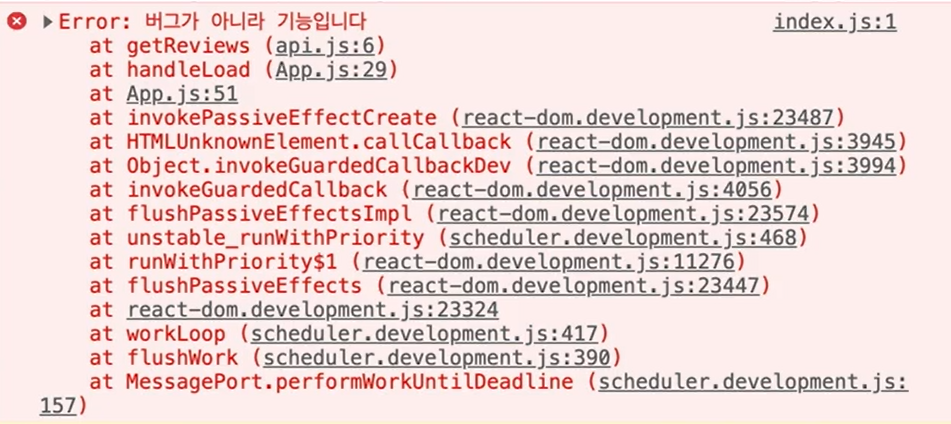 Error: 버그가 아니라 기능입니다 index.js:1
at getReviews (api.js:6)
at handleLoad (App.js:29)
at App.js:51
at invokePassiveEffectCreate (react-dom.development.js:23487)
at HTMLUnknownElement.callCallback (react-dom.development.js:3945)
at Object.invokeGuardedCallbackDev (react-dom.development.js:3994)
at invokeGuardedCallback (react-dom.development.js:4056)
at flushPassiveEffectsImpl (react-dom.development.js:23574)
at unstable_runWithPriority (scheduler.development.js:468)
at runWithPriority$1 (react-dom.development.js:11276)
at flushPassiveEffects (react-dom.development.js:23447)
at react-dom.development.js:23324
at workLoop (scheduler.development.js:417)
at flushWork (scheduler.development.js:390)
at MessagePort.performWorkUntilDeadline (scheduler.development.js:
157)